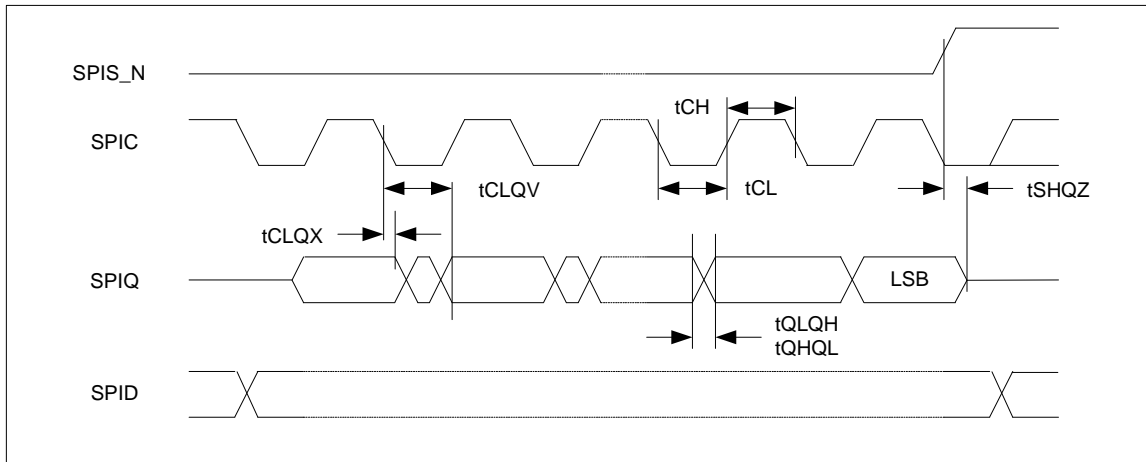 SPIS_N
tCH
SPIC
tCLQV
tCL
tSHQZ
tCLQX
SPIQ
LSB
tQLQH
tQHQL
SPID